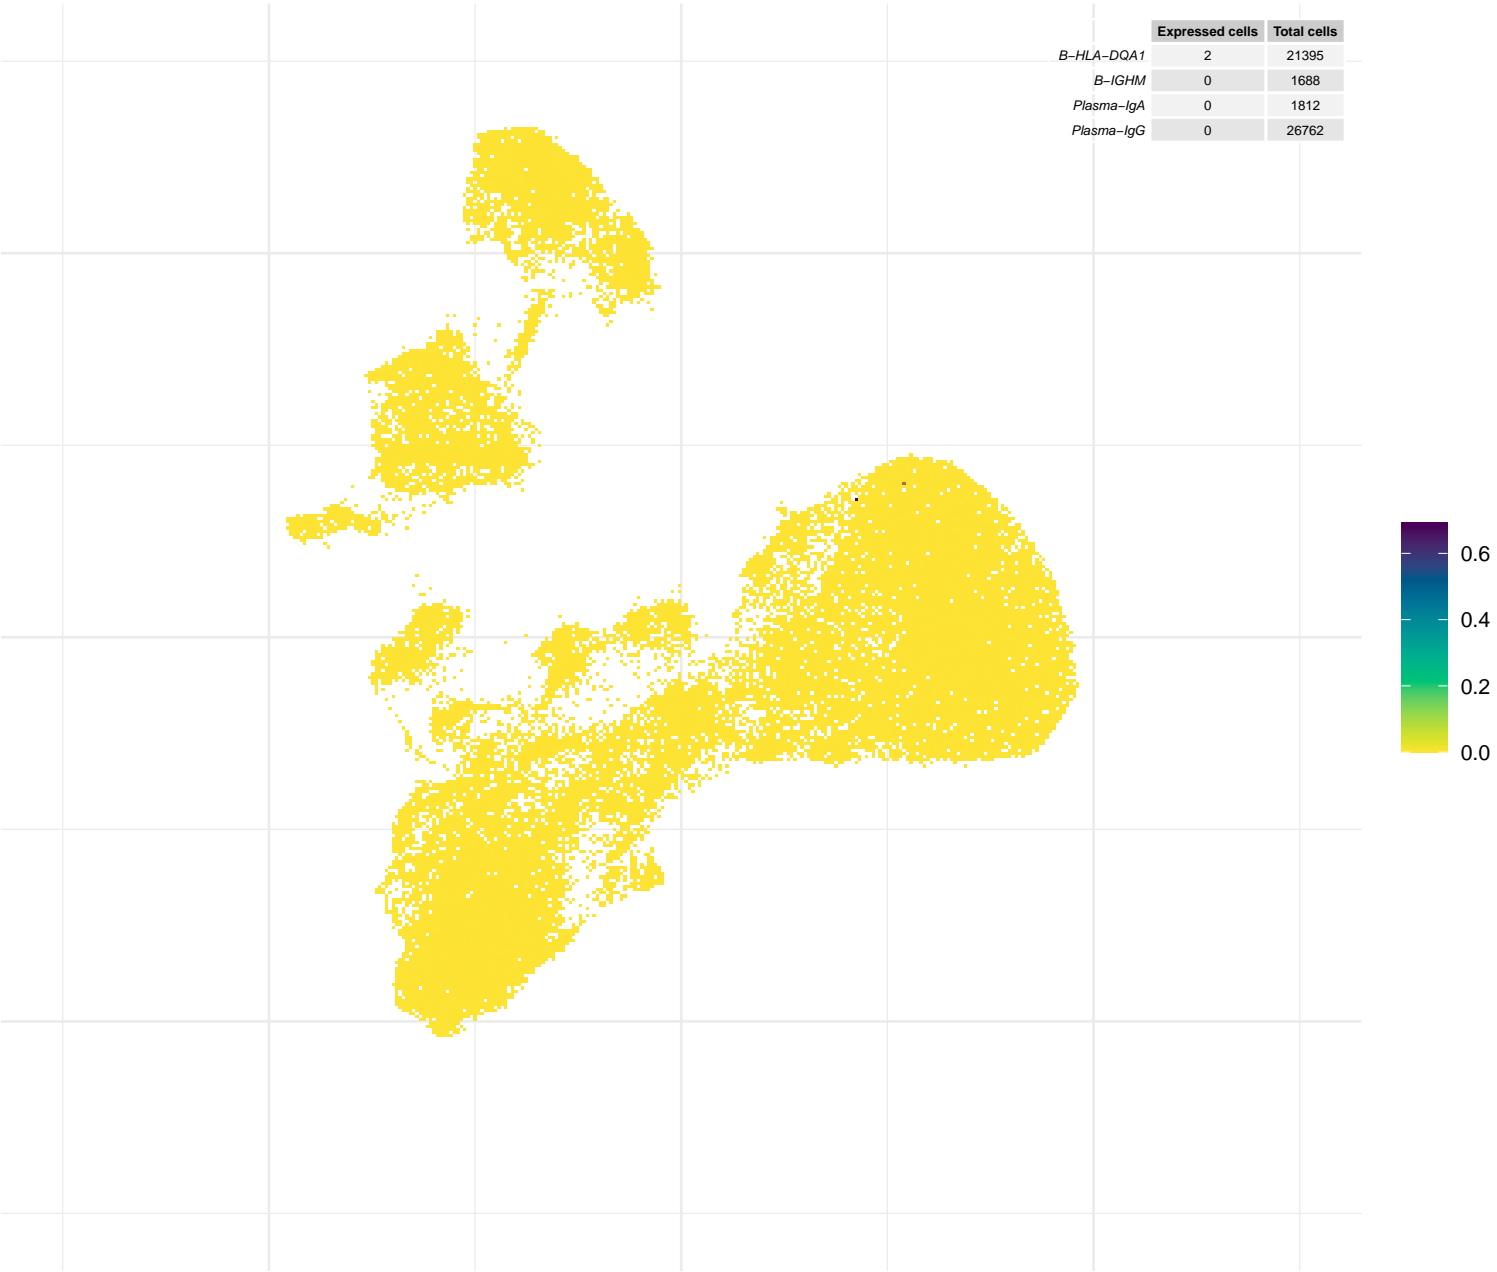 Expressed cells Total cells
B−HLA−DQA1 2 21395
B−IGHM 0 1688
Plasma−IgA 0 1812
Plasma−IgG 0 26762
0.6
0.4
0.2
0.0